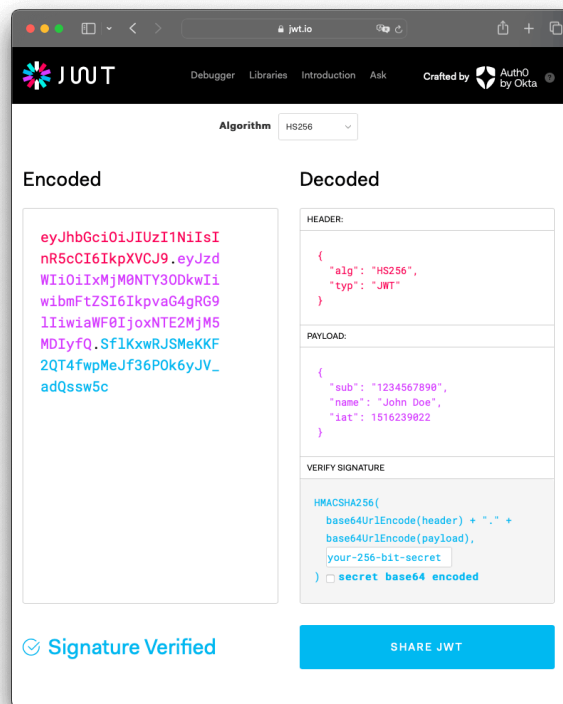 jwt.io
JWT
Debugger Libraries Introduction Ask
Crafted by
Auth0
by Okta
?
Algorithm HS256
Encoded
Decoded
eyJhbGciOiJIUzI1NiIsI
nR5cCI6IkpXVCJ9.eyJzd
WIiOiIxMjM0NTY3ODkwIi
wibmFtZSI6IkpvaG4gRG9
lIiwiaWF0IjoxNTE2MjM5
MDIyfQ.SflKxwRJSMeKKF
2QT4fwpMeJf36POk6yJV_
adQssw5c
HEADER:
{
"alg": "HS256",
"typ": "JWT"
}
PAYLOAD:
{
"sub": "1234567890",
"name": "John Doe",
"iat": 1516239022
}
VERIFY SIGNATURE
HMACSHA256(
base64UrlEncode(header) + "." +
base64UrlEncode(payload),
your-256-bit-secret
) secret base64 encoded
Signature Verified
SHARE JWT